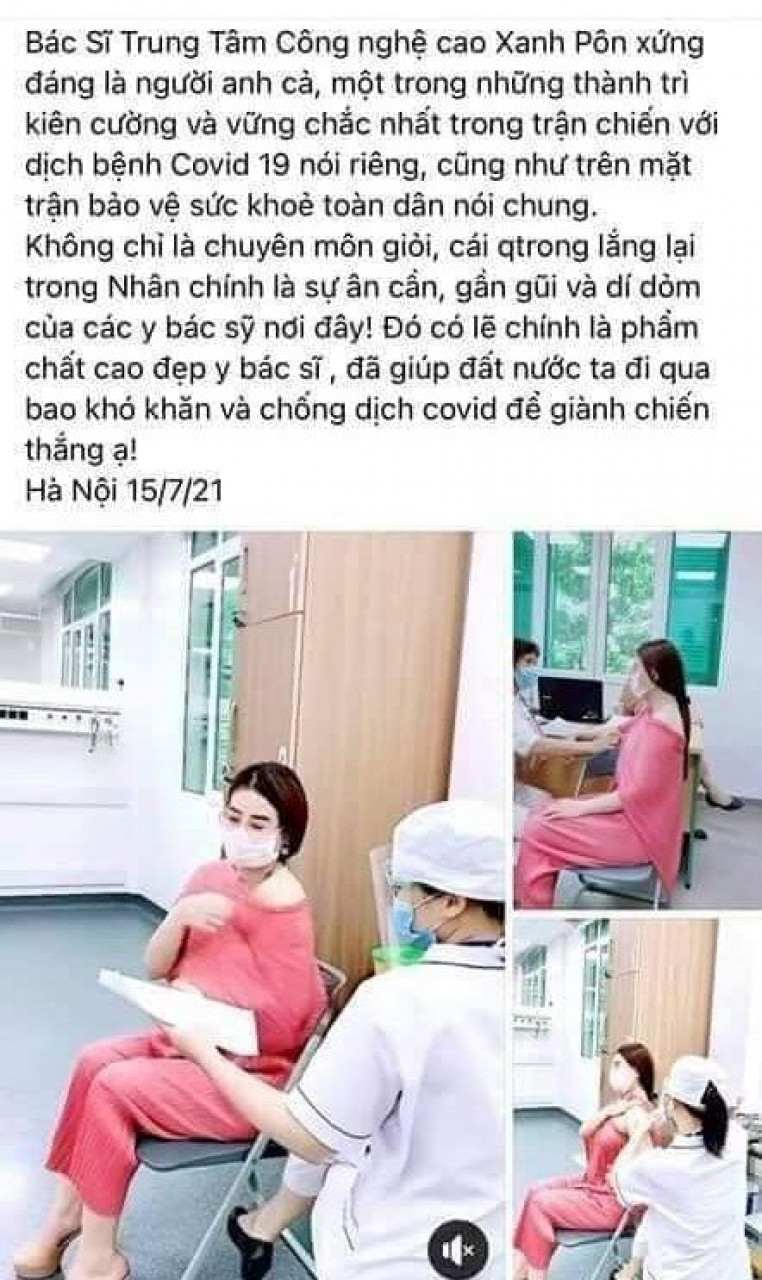 Bác Sĩ Trung Tâm Công nghệ cao Xanh Pôn xứng
đáng là người anh cả, một trong những thành trì
kiên cường và vững chắc nhất trong trận chiến với
dịch bệnh Covid 19 nói riêng, cũng như trên mặt
trận bảo vệ sức khoẻ toàn dân nói chung.
Không chỉ là chuyên môn giỏi, cái qtrong lắng lại
trong Nhân chính là sự ân cần, gần gũi và dí dỏm
của các y bác sỹ nơi đây! Đó có lẽ chính là phẩm
chất cao đẹp y bác sĩ , đã giúp đất nước ta đi qua
bao khó khăn và chống dịch covid để giành chiến
thắng ạ!
Hà Nội 15/7/21